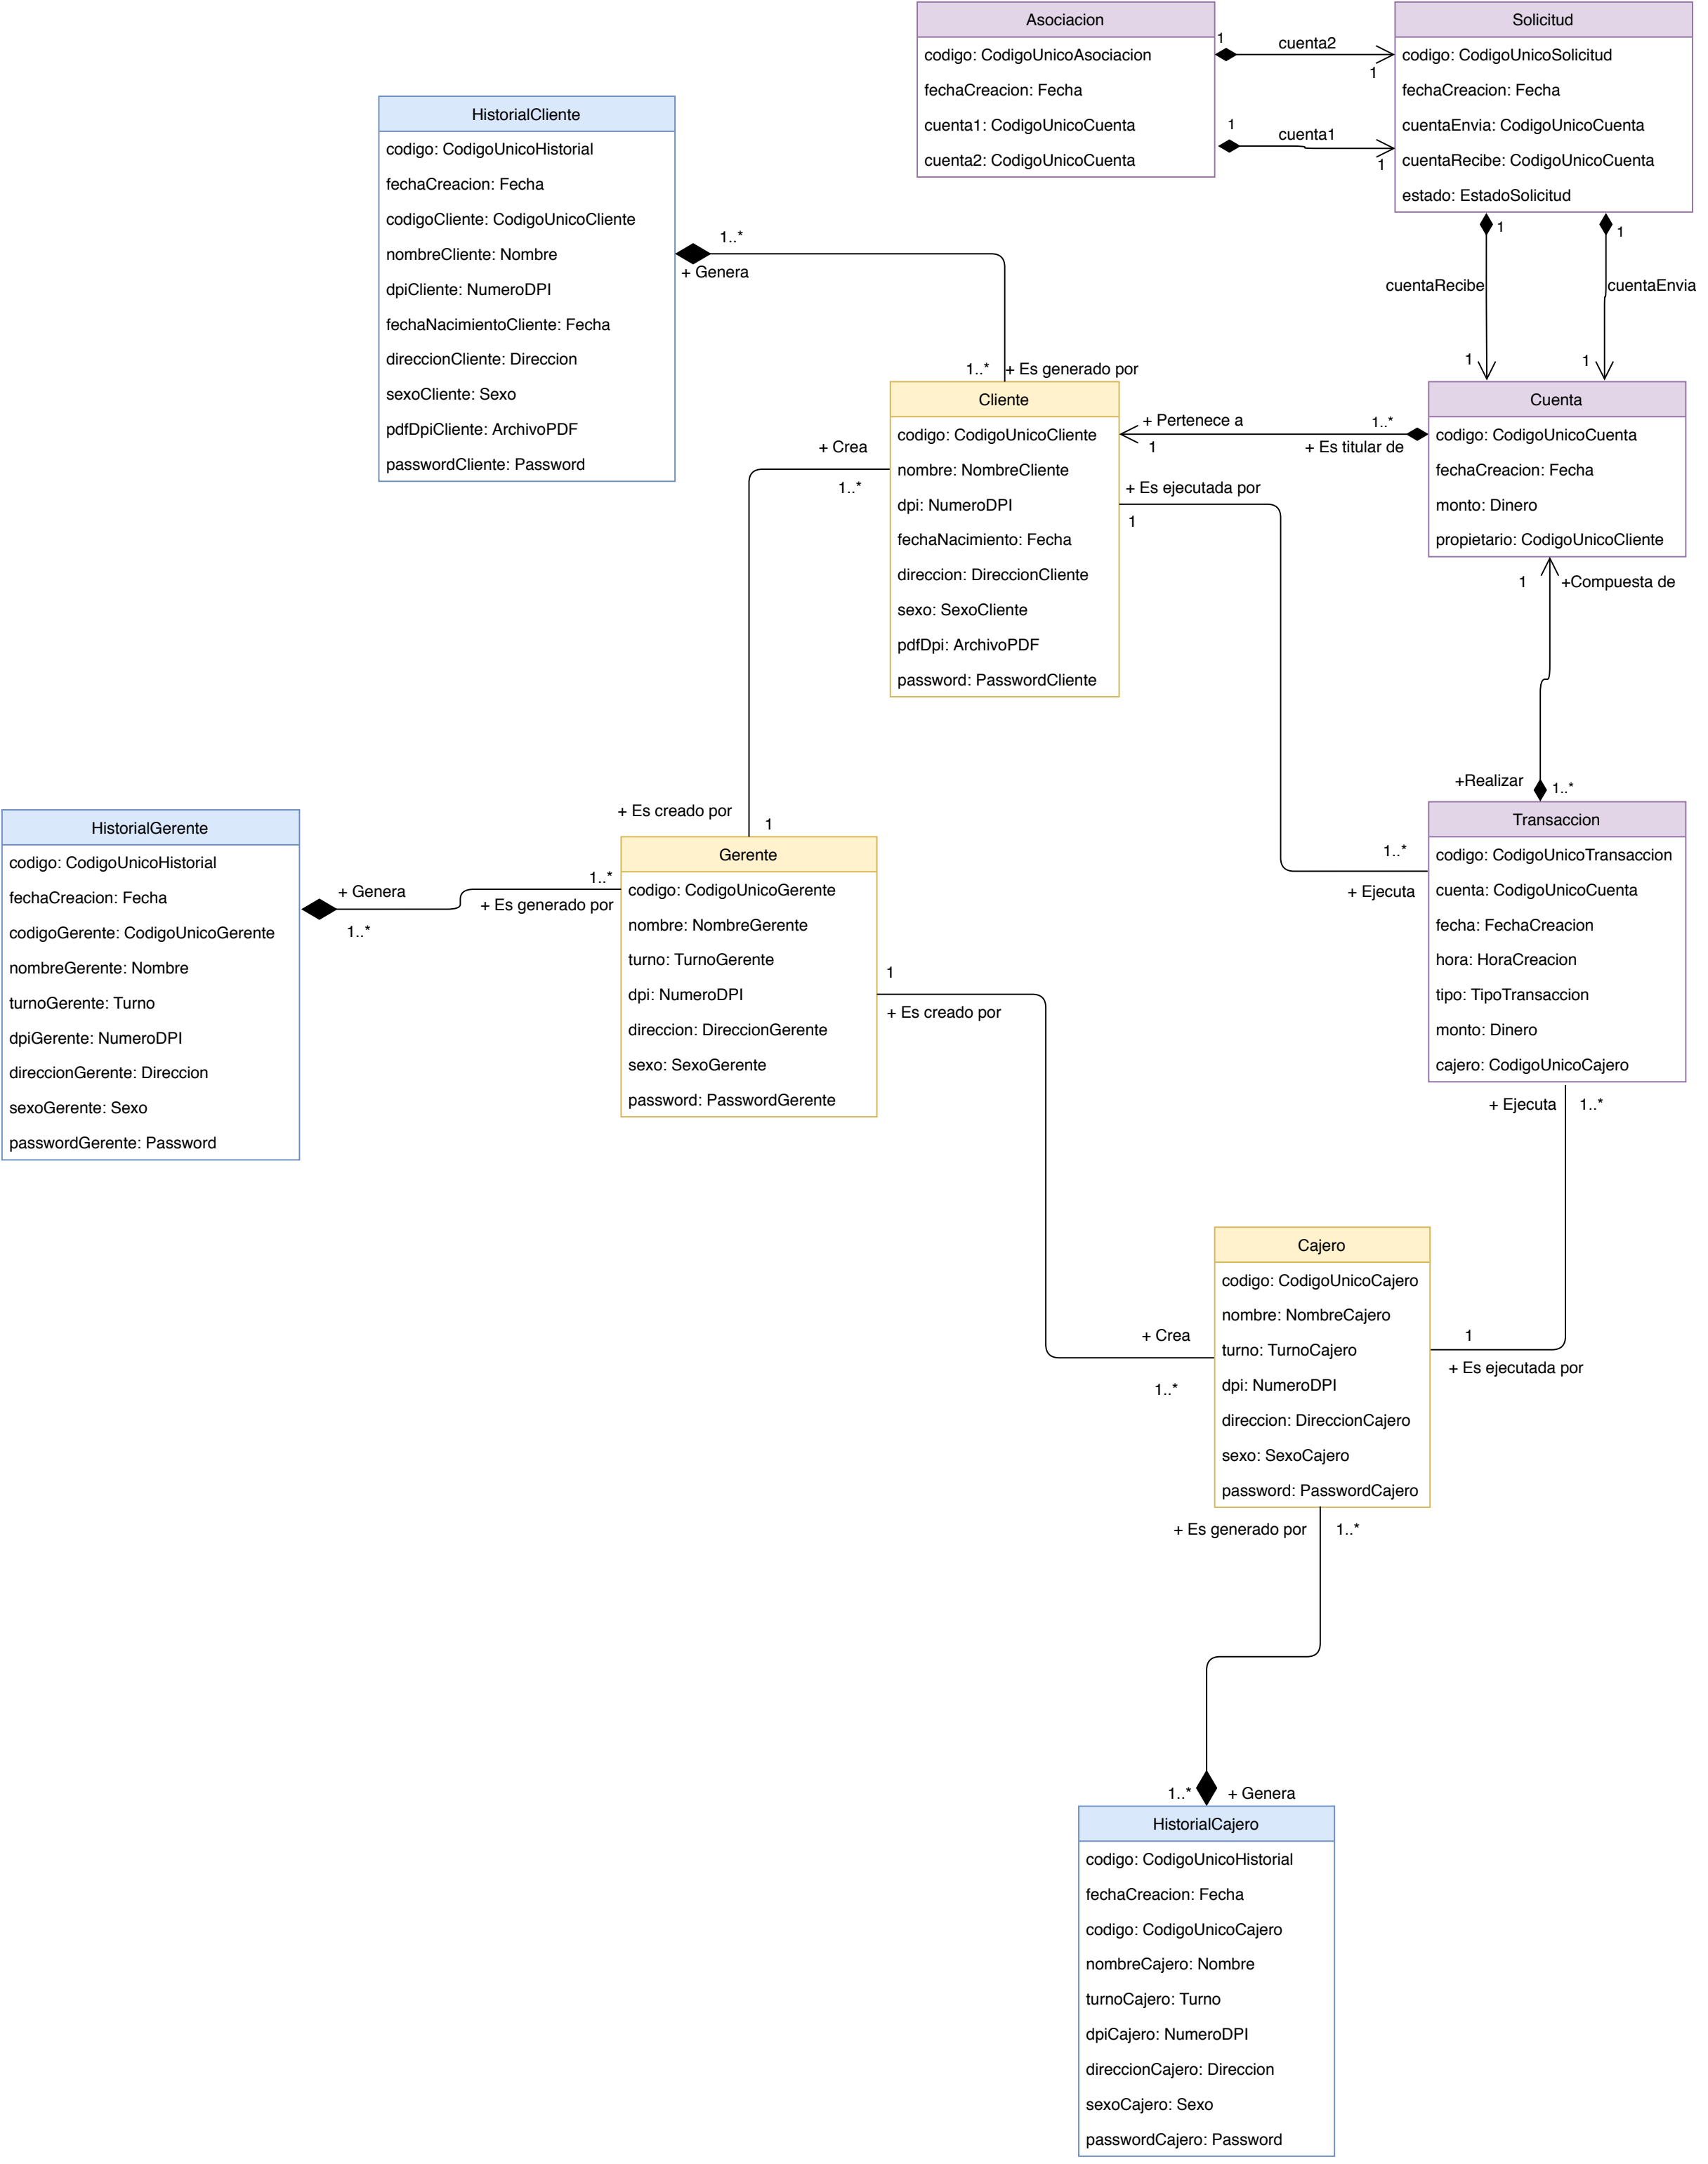 Asociacion
codigo: CodigoUnicoAsociacion
fechaCreacion: Fecha
cuenta1: CodigoUnicoCuenta
cuenta2: CodigoUnicoCuenta
1
cuenta2
1
1
cuenta1
1
Solicitud
codigo: CodigoUnicoSolicitud
fechaCreacion: Fecha
cuentaEnvia: CodigoUnicoCuenta
cuentaRecibe: CodigoUnicoCuenta
estado: EstadoSolicitud
1
1
cuentaRecibe
cuentaEnvia
1
1
HistorialCliente
codigo: CodigoUnicoHistorial
fechaCreacion: Fecha
codigoCliente: CodigoUnicoCliente
nombreCliente: Nombre
dpiCliente: NumeroDPI
fechaNacimientoCliente: Fecha
direccionCliente: Direccion
sexoCliente: Sexo
pdfDpiCliente: ArchivoPDF
passwordCliente: Password
1..*
+ Genera
1..*
+ Es generado por
Cliente
codigo: CodigoUnicoCliente
nombre: NombreCliente
dpi: NumeroDPI
fechaNacimiento: Fecha
direccion: DireccionCliente
sexo: SexoCliente
pdfDpi: ArchivoPDF
password: PasswordCliente
+ Pertenece a
1..*
1
+ Es titular de
Cuenta
codigo: CodigoUnicoCuenta
fechaCreacion: Fecha
monto: Dinero
propietario: CodigoUnicoCliente
+ Crea
1..*
+ Es ejecutada por
1
1
+Compuesta de
+Realizar
1..*
Transaccion
codigo: CodigoUnicoTransaccion
cuenta: CodigoUnicoCuenta
fecha: FechaCreacion
hora: HoraCreacion
tipo: TipoTransaccion
monto: Dinero
cajero: CodigoUnicoCajero
1..*
+ Ejecuta
+ Es creado por
1
HistorialGerente
codigo: CodigoUnicoHistorial
fechaCreacion: Fecha
codigoGerente: CodigoUnicoGerente
nombreGerente: Nombre
turnoGerente: Turno
dpiGerente: NumeroDPI
direccionGerente: Direccion
sexoGerente: Sexo
passwordGerente: Password
+ Genera
1..*
1..*
+ Es generado por
Gerente
codigo: CodigoUnicoGerente
nombre: NombreGerente
turno: TurnoGerente
dpi: NumeroDPI
direccion: DireccionGerente
sexo: SexoGerente
password: PasswordGerente
1
+ Es creado por
+ Ejecuta
1..*
+ Crea
1..*
Cajero
codigo: CodigoUnicoCajero
nombre: NombreCajero
turno: TurnoCajero
dpi: NumeroDPI
direccion: DireccionCajero
sexo: SexoCajero
password: PasswordCajero
1
+ Es ejecutada por
+ Es generado por
1..*
1..*
+ Genera
HistorialCajero
codigo: CodigoUnicoHistorial
fechaCreacion: Fecha
codigo: CodigoUnicoCajero
nombreCajero: Nombre
turnoCajero: Turno
dpiCajero: NumeroDPI
direccionCajero: Direccion
sexoCajero: Sexo
passwordCajero: Password